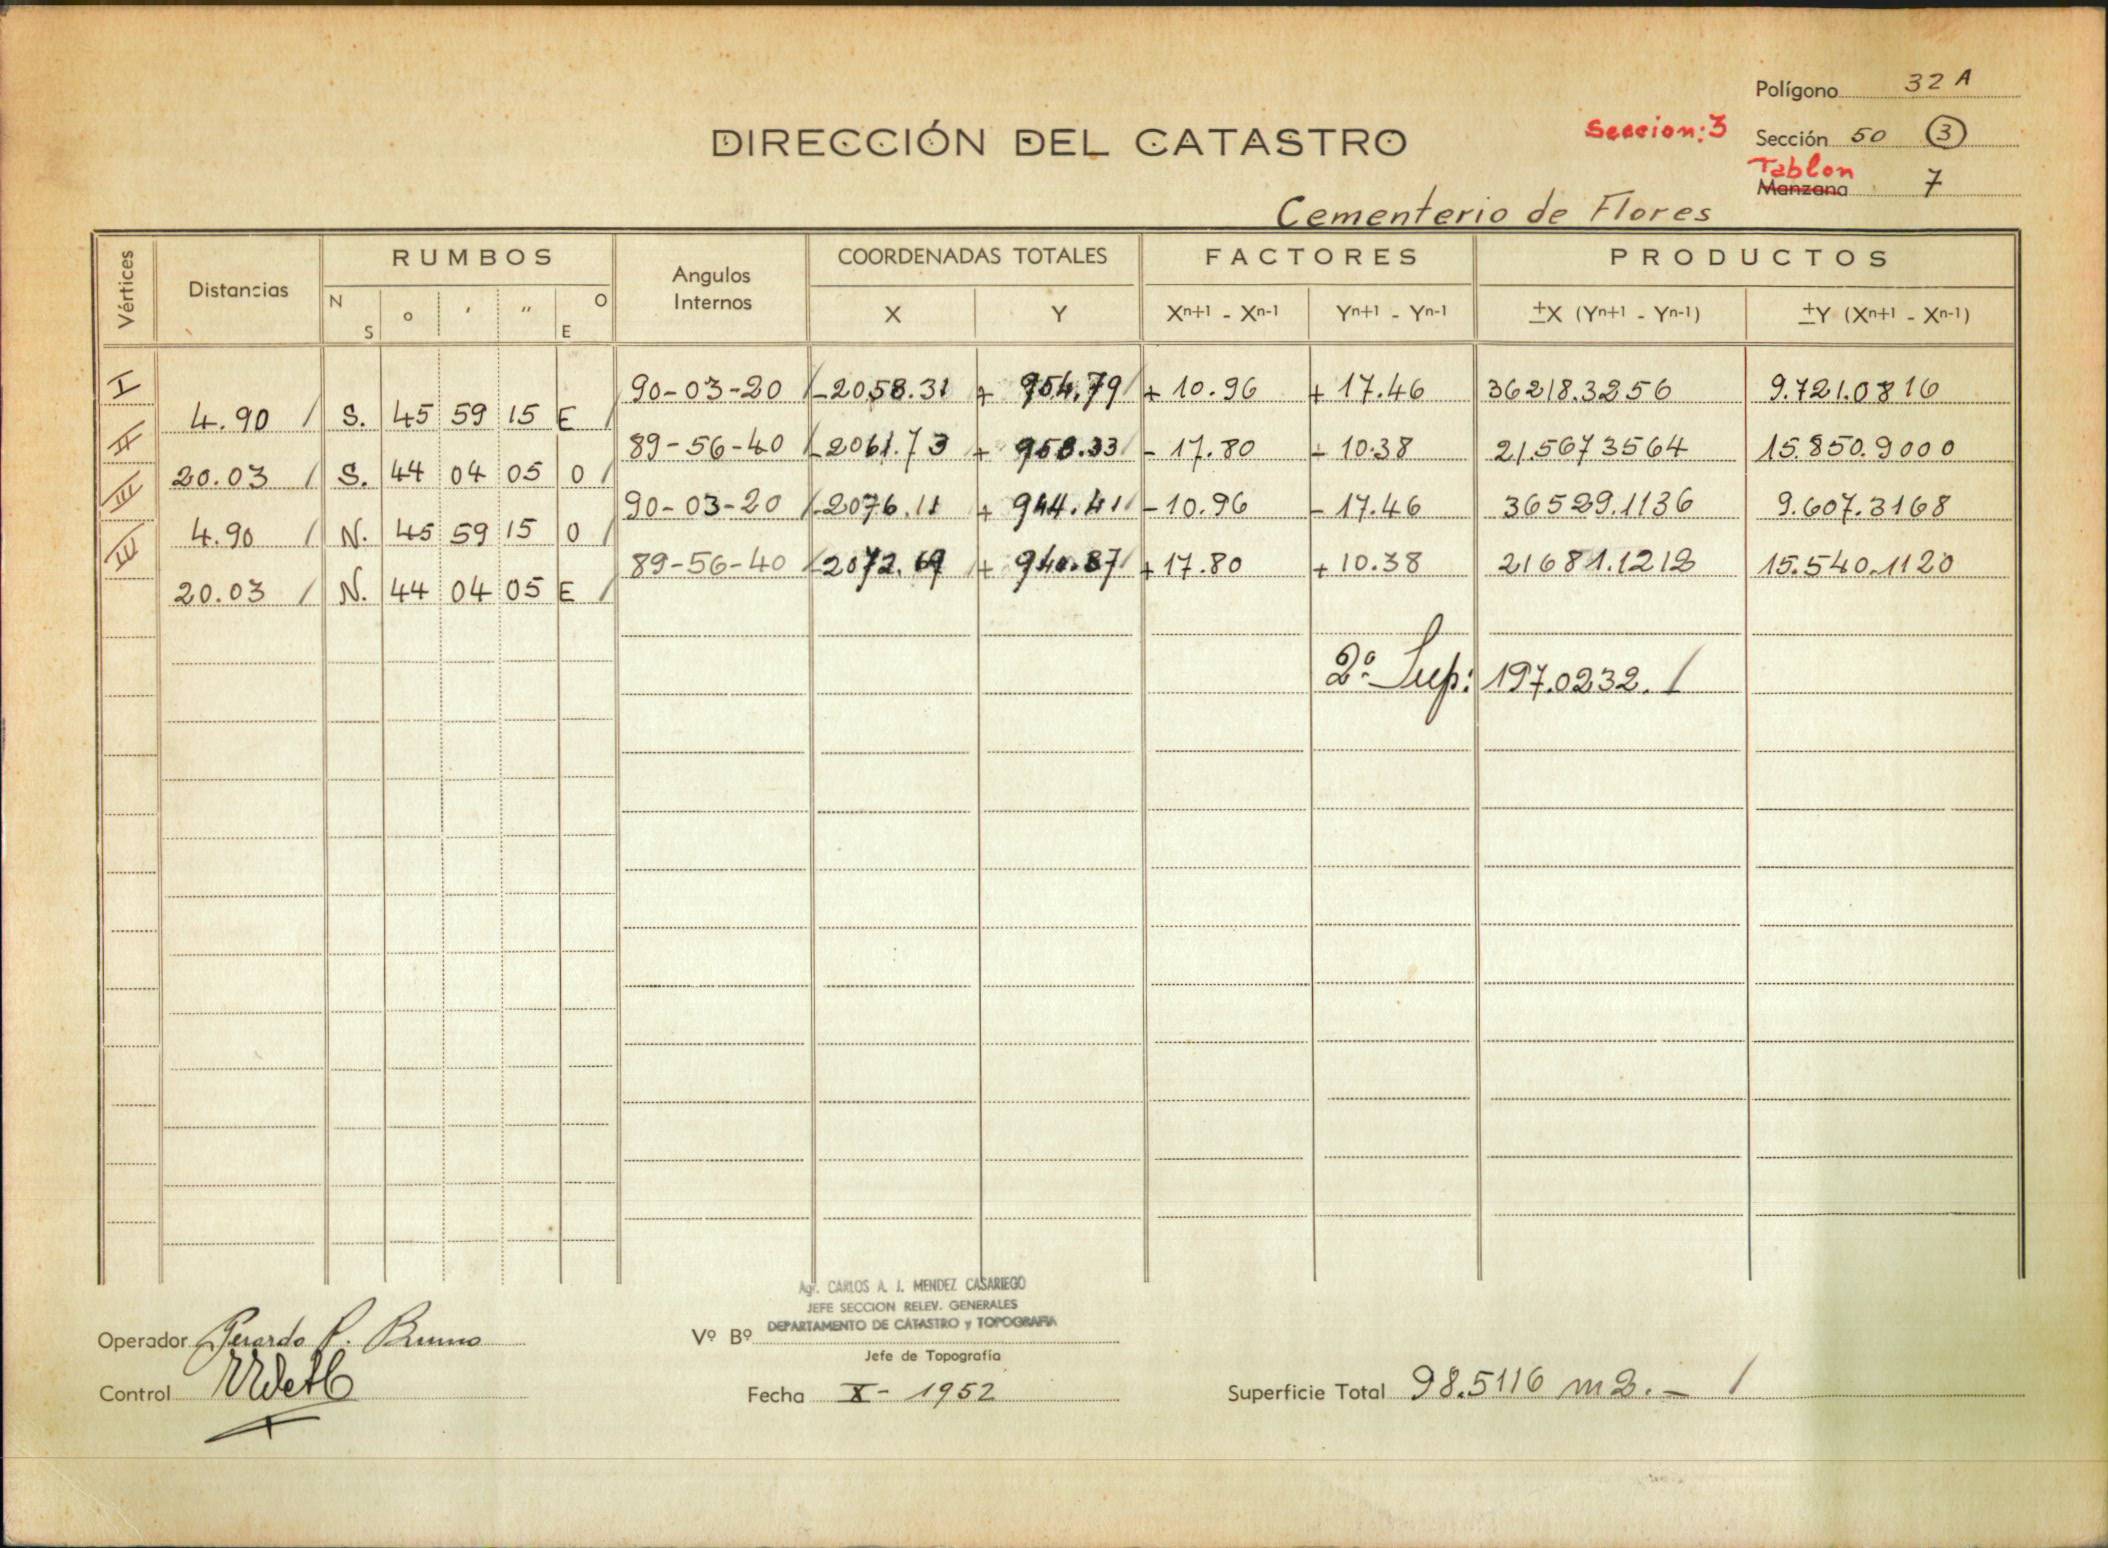 Polígono 32 A
DIRECCIÓN DEL CATASTRO
Seccion: 3
Sección 50 (3)
Tablon
Manzana 7
Cementerio de Flores
Vértices Distancias RUMBOS Angulos Internos COORDENADAS TOTALES FACTORES PRODUCTOS
N S ° ' " O E X Y Xn+1 - Xn-1 Yn+1 - Yn-1 ±X (Yn+1 - Yn-1) ±Y (Xn+1 - Xn-1)
I 90-03-20 -2058.31 + 954.79 + 10.96 + 17.46 36218.3256 9.721.0816
4.90 S. 45 59 15 E
II 89-56-40 -2061.73 + 958.33 - 17.80 - 10.38 21.5673564 15.850.9000
20.03 S. 44 04 05 O
III 90-03-20 -2076.11 + 944.41 - 10.96 - 17.46 36529.1136 9.607.3168
4.90 N. 45 59 15 O
IV 89-56-40 -2072.69 + 940.87 + 17.80 + 10.38 21681.1212 15.540.1120
20.03 N. 44 04 05 E
2ª Sup: 197.0232.
Agr. CARLOS A. J. MENDEZ CASARIEGO
JEFE SECCION RELEV. GENERALES
DEPARTAMENTO DE CATASTRO y TOPOGRAFIA
Operador Gerardo P. Bruno
Vº Bº
Jefe de Topografía
Control
Fecha X - 1952
Superficie Total 98.5116 m2.-